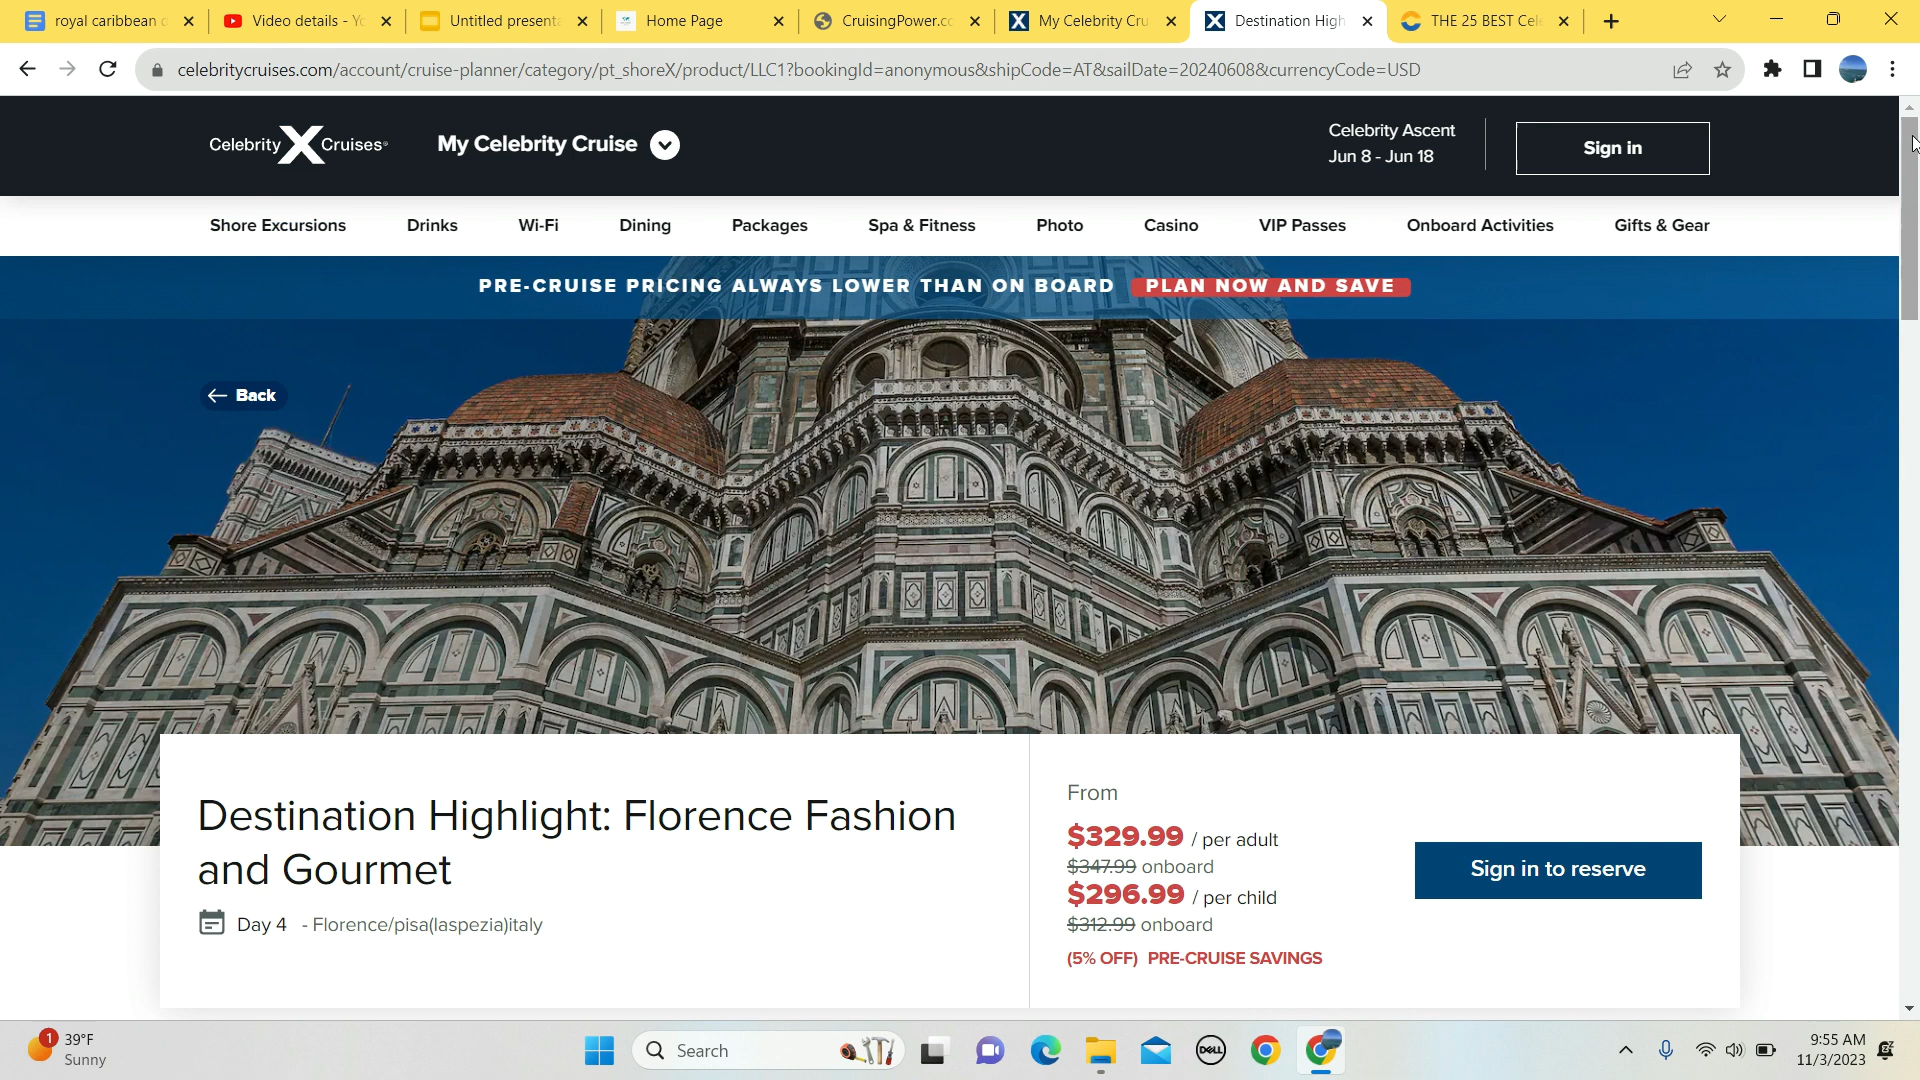 royal caribbean c
Video details - Yo
Untitled presenta
Home Page
CruisingPower.co
My Celebrity Cru
Destination High
THE 25 BEST Cel
celebritycruises.com/account/cruise-planner/category/pt_shoreX/product/LLC1?bookingId=anonymous&shipCode=AT&sailDate=20240608&currencyCode=USD
Celebrity X Cruises
My Celebrity Cruise
Celebrity Ascent
Jun 8 - Jun 18
Sign in
Shore Excursions
Drinks
Wi-Fi
Dining
Packages
Spa & Fitness
Photo
Casino
VIP Passes
Onboard Activities
Gifts & Gear
PRE-CRUISE PRICING ALWAYS LOWER THAN ON BOARD PLAN NOW AND SAVE
Back
Destination Highlight: Florence Fashion
and Gourmet
Day 4 - Florence/pisa(laspezia)italy
From
$329.99 / per adult
$347.99 onboard
$296.99 / per child
$312.99 onboard
(5% OFF) PRE-CRUISE SAVINGS
Sign in to reserve
1
39°F
Sunny
Search
DELL
9:55 AM
11/3/2023